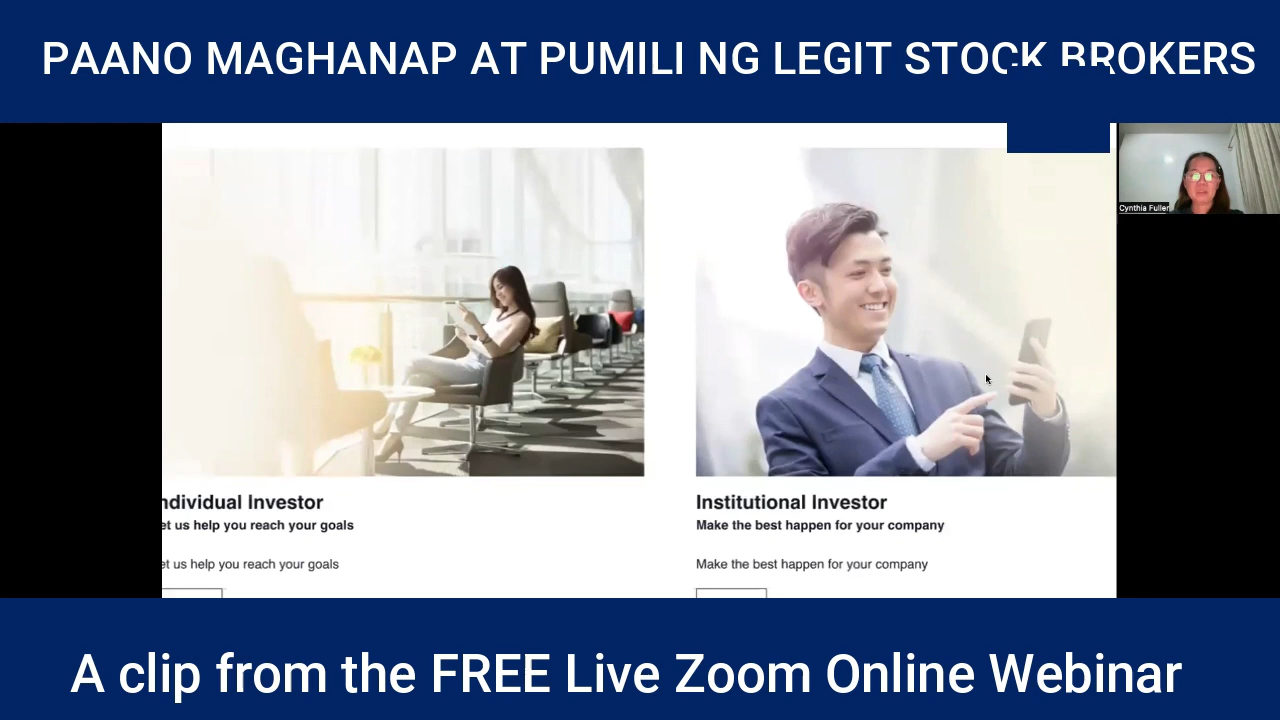 PAANO MAGHANAP AT PUMILI NG LEGIT STOCK BROKERS
Cynthia Fuller
ndividual Investor
et us help you reach your goals
et us help you reach your goals
Institutional Investor
Make the best happen for your company
Make the best happen for your company
A clip from the FREE Live Zoom Online Webinar